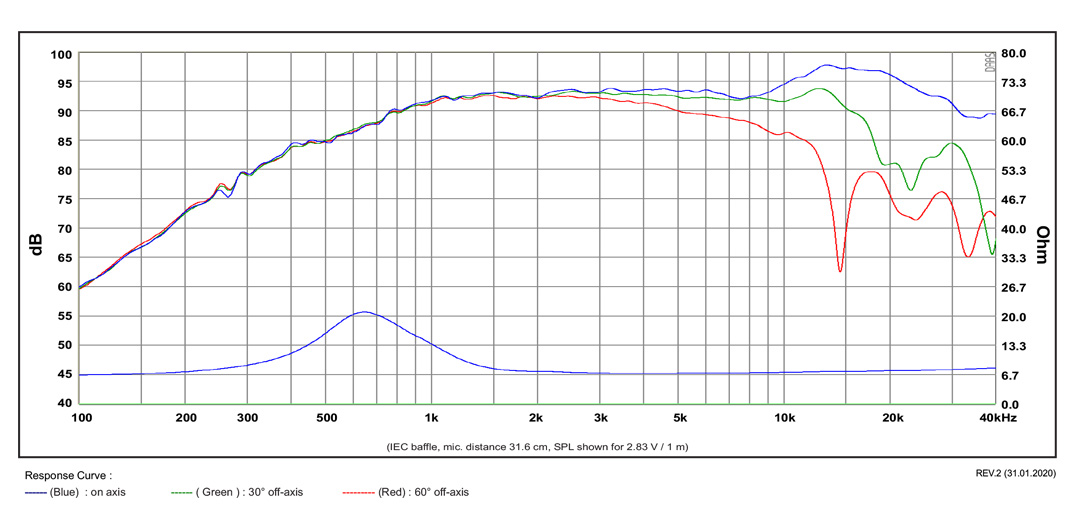 100 80.0
95 73.3
90 66.7
85 60.0
80 53.3
75 46.7
70 40.0
65 33.3
60 26.7
55 20.0
50 13.3
45 6.7
40 0.0
dB
Ohm
DAAS
100 200 300 500 1k 2k 3k 5k 10k 20k 40kHz
(IEC baffle, mic. distance 31.6 cm, SPL shown for 2.83 V / 1 m)
Response Curve :
REV.2 (31.01.2020)
(Blue) : on axis ( Green ) : 30° off-axis (Red) : 60° off-axis